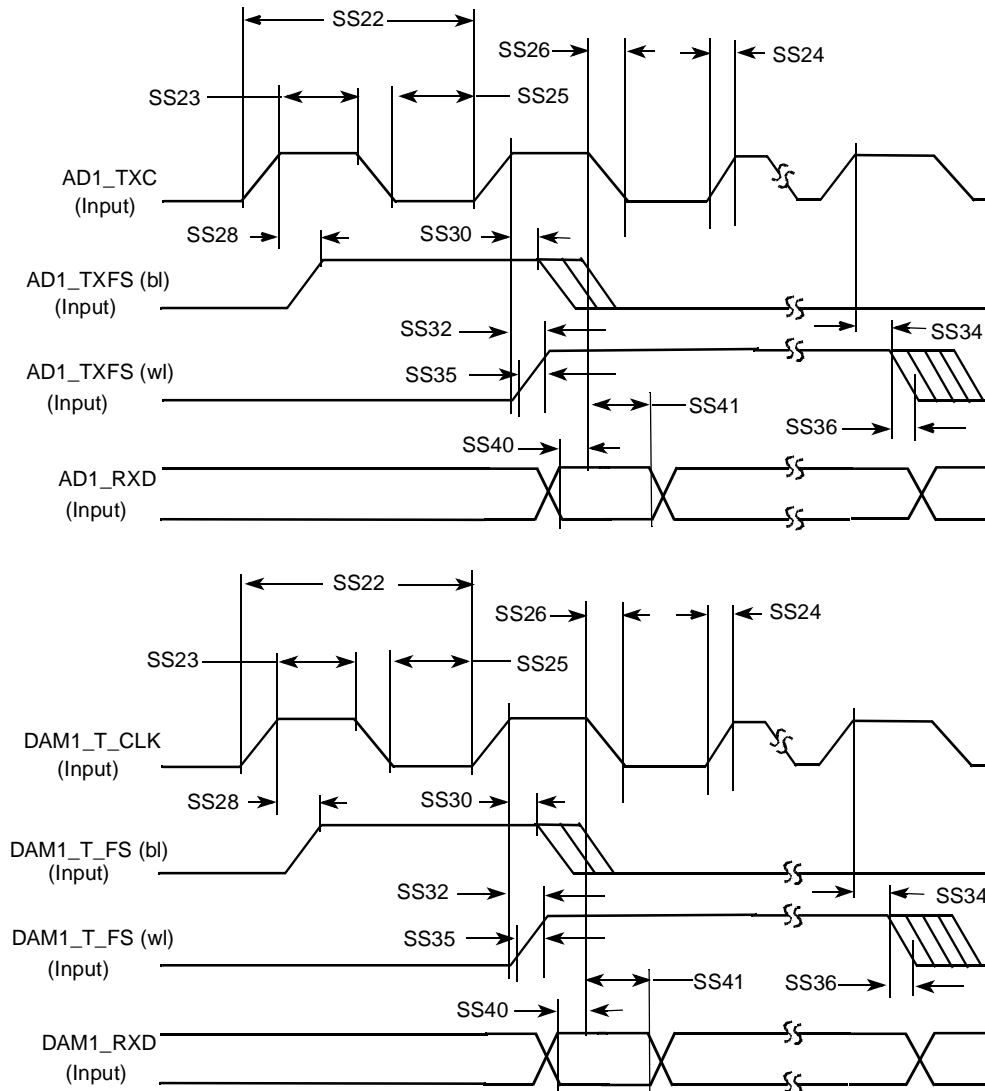 SS22
SS26
SS24
SS23
SS25
AD1_TXC
(Input)
SS28
SS30
AD1_TXFS (bl)
(Input)
SS32
SS34
AD1_TXFS (wl)
(Input)
SS35
SS41
SS36
SS40
AD1_RXD
(Input)
SS22
SS26
SS24
SS23
SS25
DAM1_T_CLK
(Input)
SS28
SS30
DAM1_T_FS (bl)
(Input)
SS32
SS34
DAM1_T_FS (wl)
(Input)
SS35
SS41
SS36
SS40
DAM1_RXD
(Input)